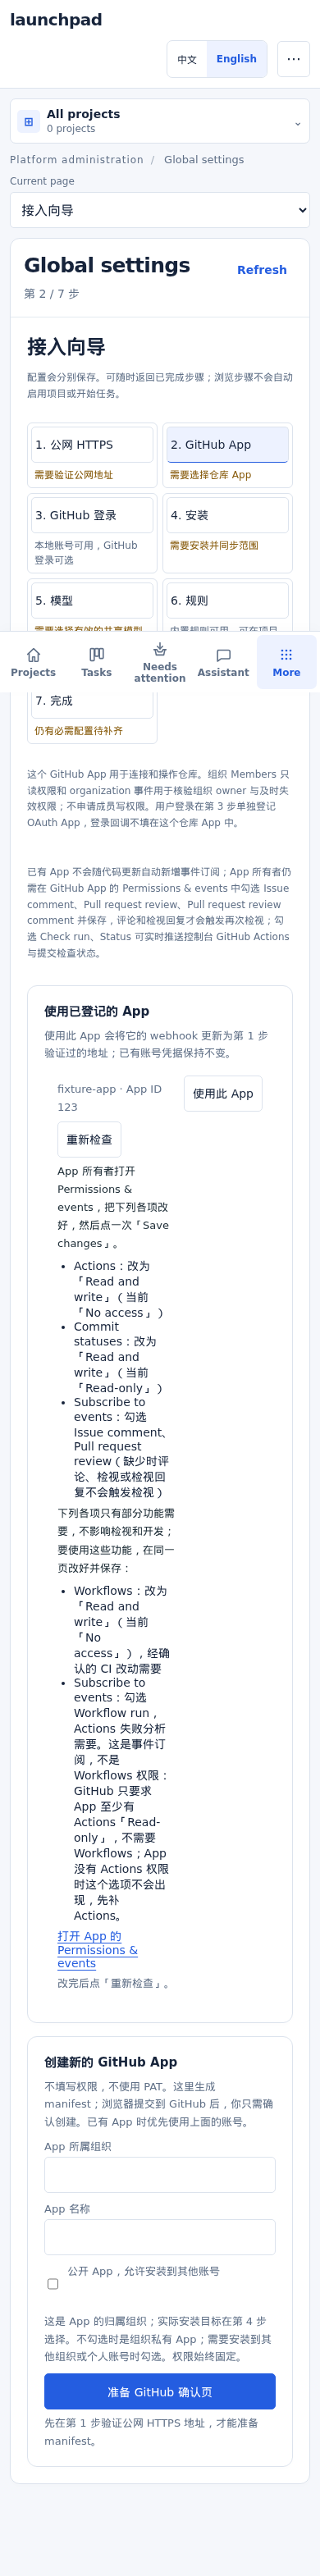 launchpad
中文
English
...
All projects
0 projects
Platform administration / Global settings
Current page
接入向导
Global settings
Refresh
第 2 / 7 步
接入向导
配置会分别保存。可随时返回已完成步骤；浏览步骤不会自动
启用项目或开始任务。
1. 公网 HTTPS
需要验证公网地址
2. GitHub App
需要选择仓库 App
3. GitHub 登录
本地账号可用，GitHub
登录可选
4. 安装
需要安装并同步范围
5. 模型
需要选择有效的共享模型
6. 规则
内置规则可用，可在项目
Projects
Tasks
Needs
attention
Assistant
More
7. 完成
仍有必需配置待补齐
这个 GitHub App 用于连接和操作仓库。组织 Members 只
读权限和 organization 事件用于核验组织 owner 与及时失
效权限；不申请成员写权限。用户登录在第 3 步单独登记
OAuth App，登录回调不填在这个仓库 App 中。
已有 App 不会随代码更新自动新增事件订阅；App 所有者仍
需在 GitHub App 的 Permissions & events 中勾选 Issue
comment、Pull request review、Pull request review
comment 并保存，评论和检视回复才会触发再次检视；勾
选 Check run、Status 可实时推送控制台 GitHub Actions
与提交检查状态。
使用已登记的 App
使用此 App 会将它的 webhook 更新为第 1 步
验证过的地址；已有账号凭据保持不变。
fixture-app · App ID
123
使用此 App
重新检查
App 所有者打开
Permissions &
events，把下列各项改
好，然后点一次「Save
changes」。
• Actions：改为
「Read and
write」（当前
「No access」）
• Commit
statuses：改为
「Read and
write」（当前
「Read-only」）
• Subscribe to
events：勾选
Issue comment、
Pull request
review（缺少时评
论、检视或检视回
复不会触发检视）
下列各项只有部分功能需
要，不影响检视和开发；
要使用这些功能，在同一
页改好并保存：
• Workflows：改为
「Read and
write」（当前
「No
access」），经确
认的 CI 改动需要
• Subscribe to
events：勾选
Workflow run，
Actions 失败分析
需要。这是事件订
阅，不是
Workflows 权限：
GitHub 只要求
App 至少有
Actions「Read-
only」，不需要
Workflows；App
没有 Actions 权限
时这个选项不会出
现，先补
Actions。
打开 App 的
Permissions &
events
改完后点「重新检查」。
创建新的 GitHub App
不填写权限，不使用 PAT。这里生成
manifest；浏览器提交到 GitHub 后，你只需确
认创建。已有 App 时优先使用上面的账号。
App 所属组织
App 名称
公开 App，允许安装到其他账号
这是 App 的归属组织；实际安装目标在第 4 步
选择。不勾选时是组织私有 App；需要安装到其
他组织或个人账号时勾选。权限始终固定。
准备 GitHub 确认页
先在第 1 步验证公网 HTTPS 地址，才能准备
manifest。